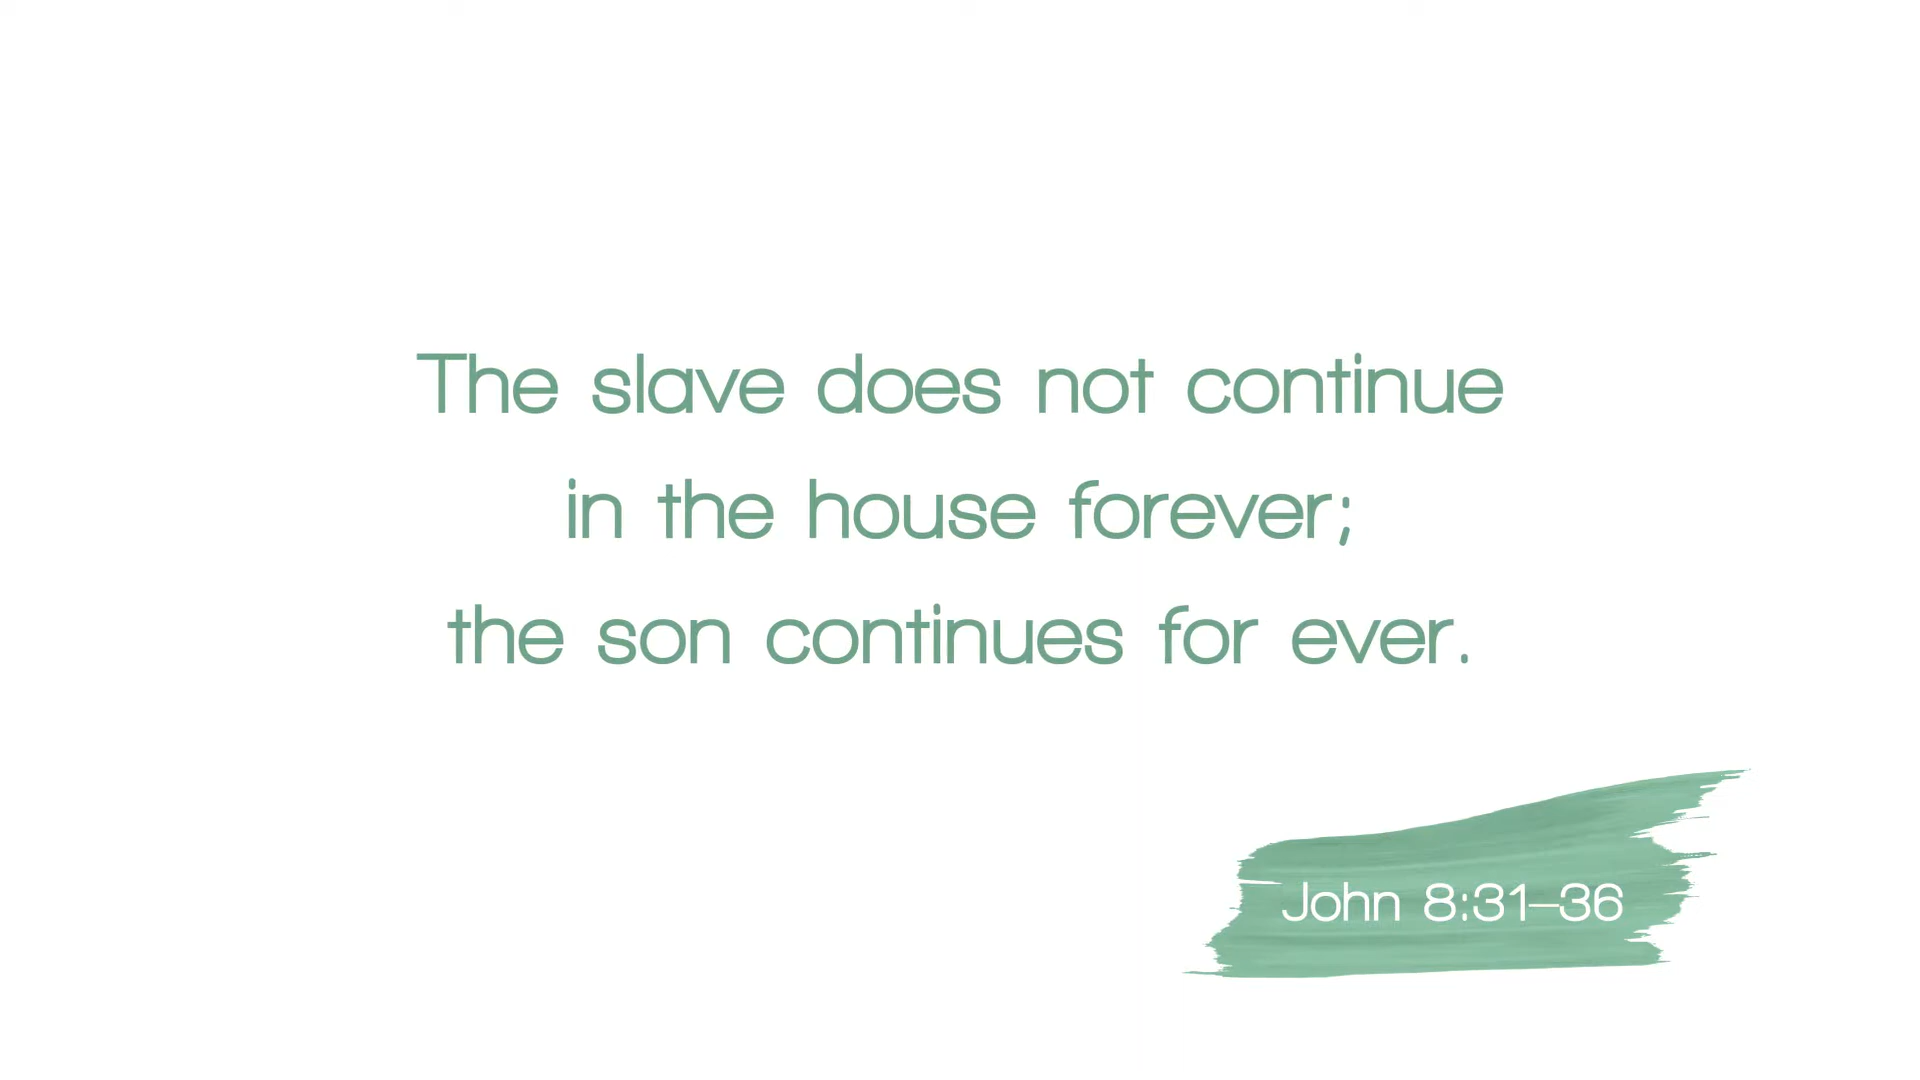 The slave does not continue
in the house forever;
the son continues for ever.
John 8:31–36